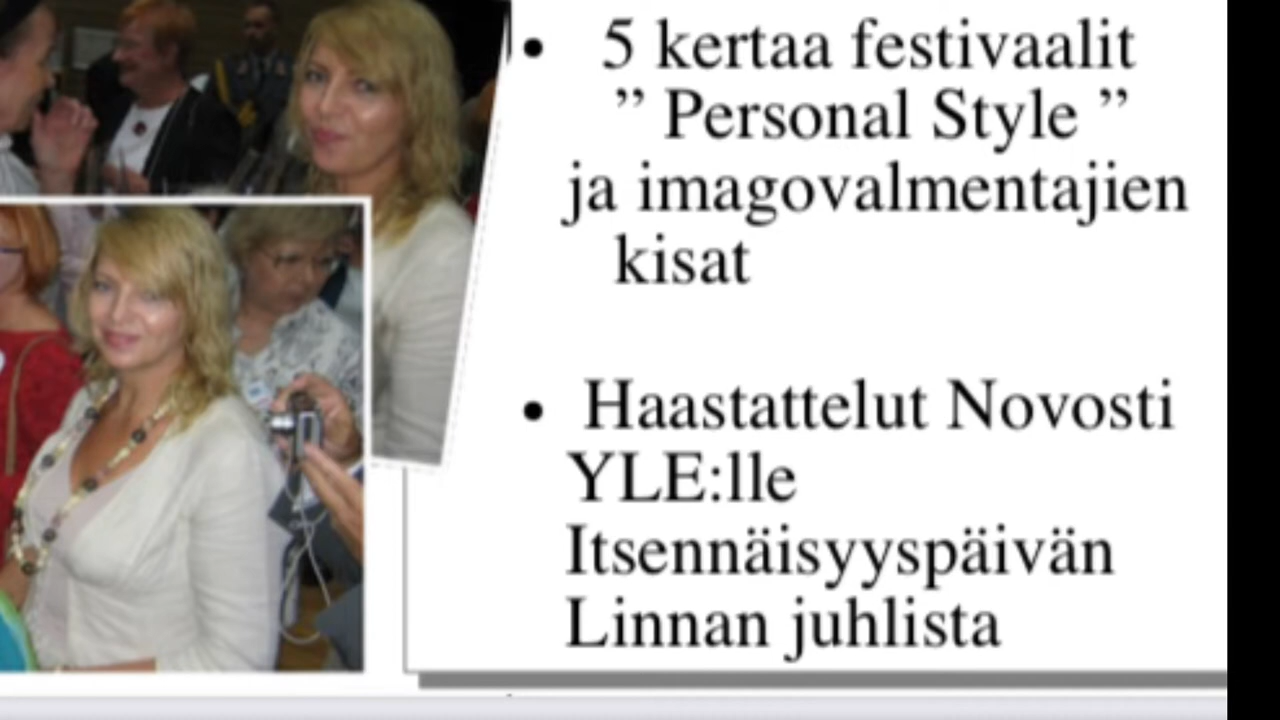 • 5 kertaa festivaalit
” Personal Style ”
ja imagovalmentajien
kisat
• Haastattelut Novosti
YLE:lle
Itsennäisyyspäivän
Linnan juhlista